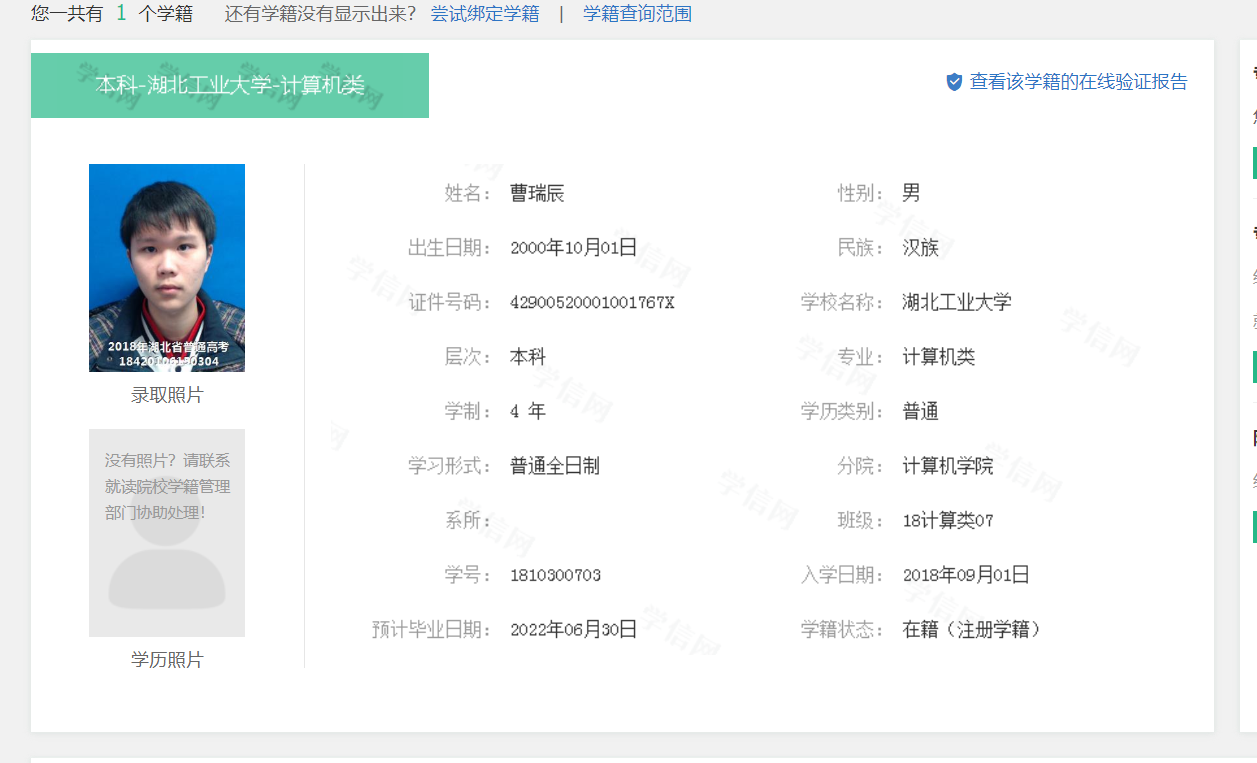 您一共有 1 个学籍 还有学籍没有显示出来？ 尝试绑定学籍 | 学籍查询范围
本科-湖北工业大学-计算机类
查看该学籍的在线验证报告
2018年湖北省普通高考
录取照片
没有照片？请联系
就读院校学籍管理
部门协助处理！
学历照片
姓名： 曹瑞辰 性别： 男
出生日期： 2000年10月01日 民族： 汉族
证件号码： 42900520001001767X 学校名称： 湖北工业大学
层次： 本科 专业： 计算机类
学制： 4 年 学历类别： 普通
学习形式： 普通全日制 分院： 计算机学院
系所： 班级： 18计算类07
学号： 1810300703 入学日期： 2018年09月01日
预计毕业日期： 2022年06月30日 学籍状态： 在籍（注册学籍）
学信网